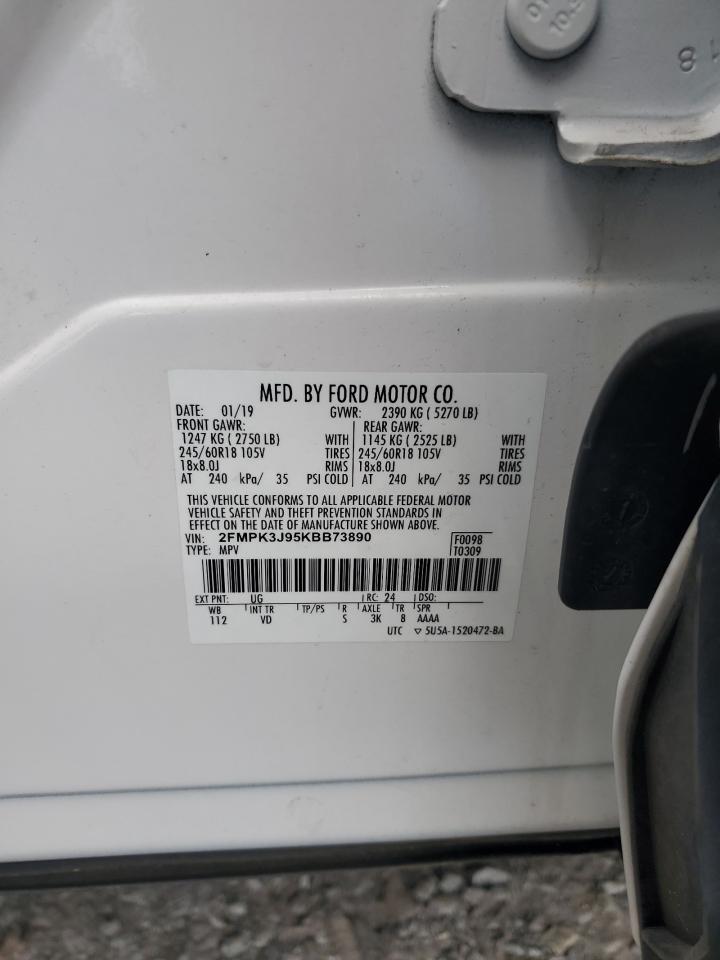 8
MFD. BY FORD MOTOR CO.
DATE: 01/19 GVWR: 2390 KG ( 5270 LB)
FRONT GAWR: REAR GAWR:
1247 KG ( 2750 LB) WITH 1145 KG ( 2525 LB) WITH
245/60R18 105V TIRES 245/60R18 105V TIRES
18x8.0J RIMS 18x8.0J RIMS
AT 240 kPa/ 35 PSI COLD AT 240 kPa/ 35 PSI COLD
THIS VEHICLE CONFORMS TO ALL APPLICABLE FEDERAL MOTOR
VEHICLE SAFETY AND THEFT PREVENTION STANDARDS IN
EFFECT ON THE DATE OF MANUFACTURE SHOWN ABOVE.
VIN: 2FMPK3J95KBB73890 F0098
TYPE: MPV T0309
EXT PNT: UG RC: 24 DSO:
WB INT TR TP/PS R AXLE TR SPR
112 VD S 3K 8 AAAA
UTC ▽ 5U5A-1520472-BA